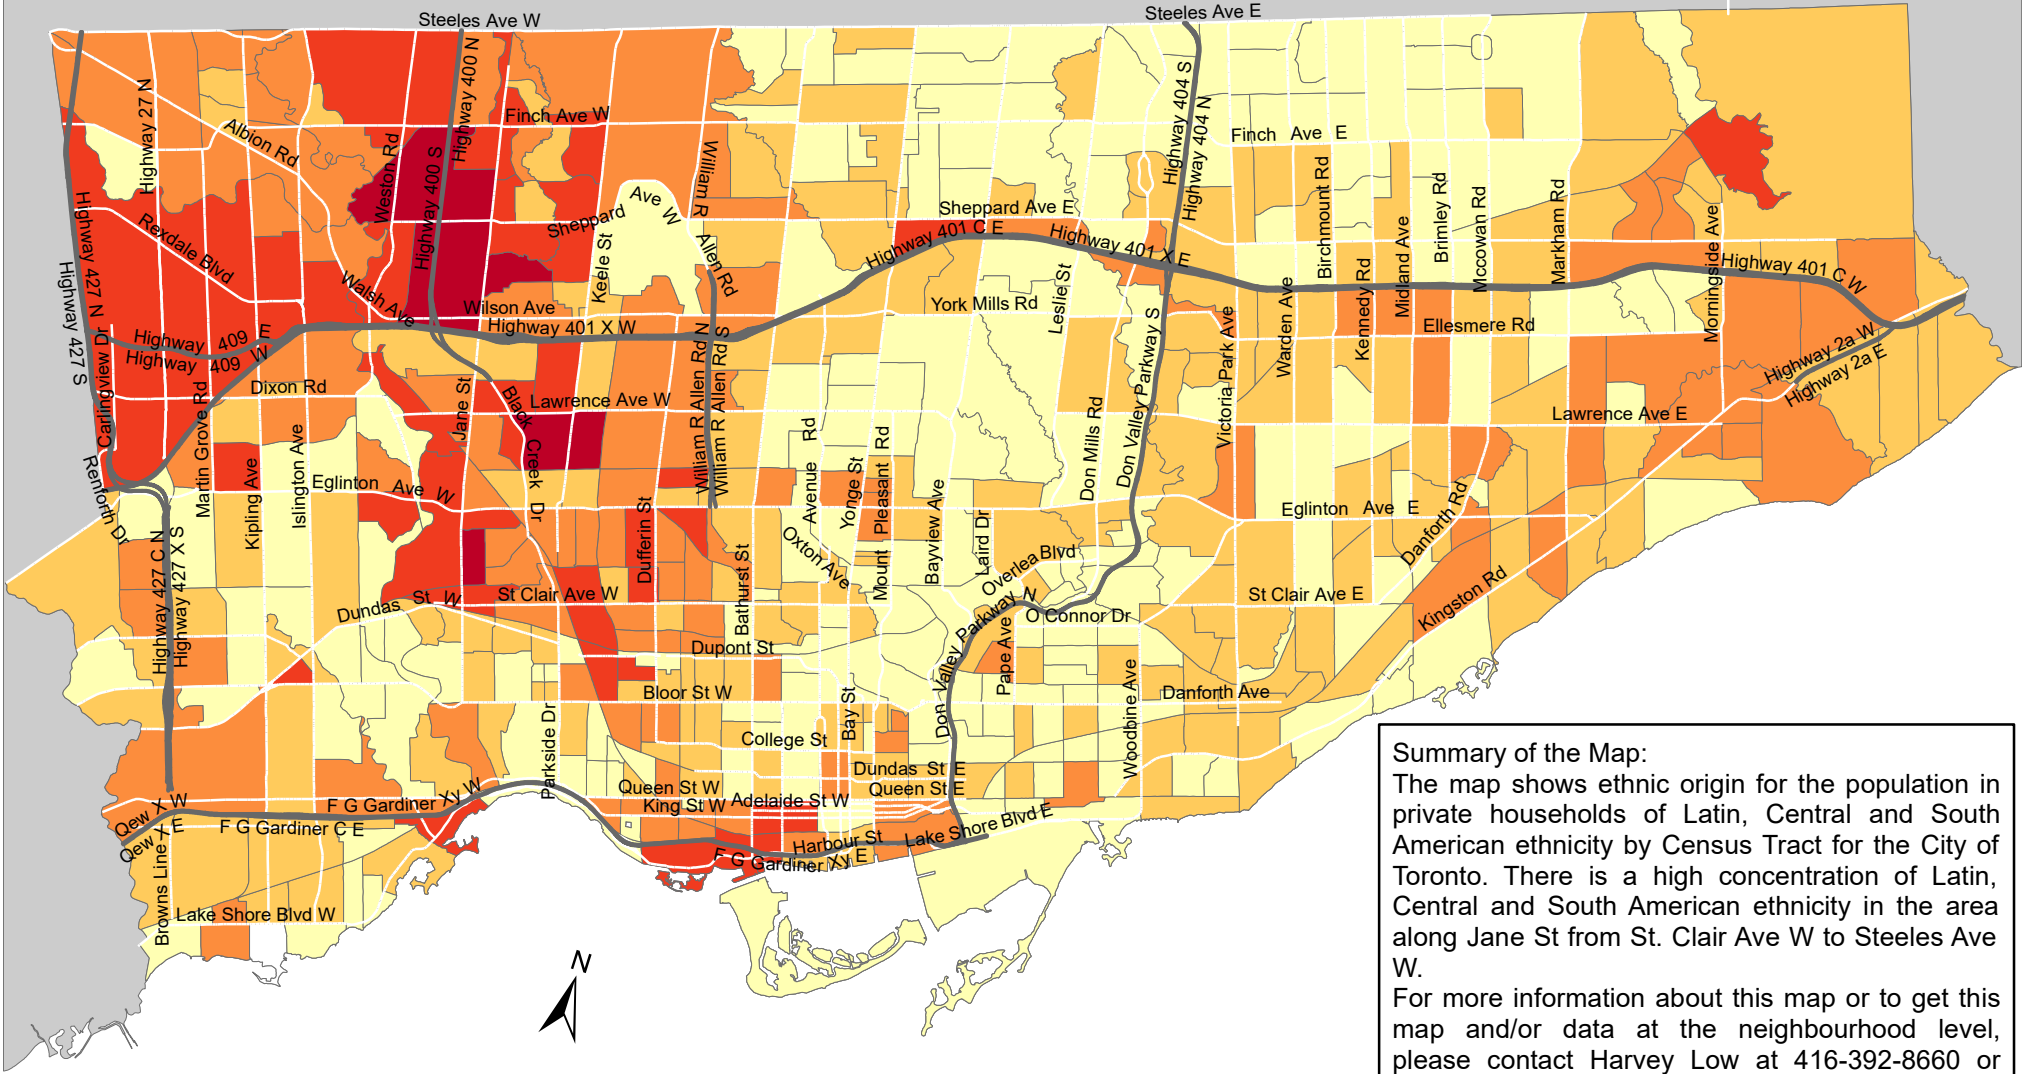 Steeles Ave W
Steeles Ave E
Highway 27 N
Albion Rd
Weston Rd
Highway 400 N
Highway 400 S
Finch Ave W
William R
Allen Rd
Highway 404 S
Highway 404 N
Finch Ave E
Birchmount Rd
Midland Ave
Brimley Rd
Mccowan Rd
Markham Rd
Morningside Ave
Highway 427 N
Highway 427 S
Rexdale Blvd
Walsh Ave
Sheppard Ave W
Keele St
Sheppard Ave E
Highway 401 C E
Highway 401 X E
Highway 401 C W
Wilson Ave
Highway 401 X W
York Mills Rd
Leslie St
Ellesmere Rd
Kennedy Rd
Warden Ave
Victoria Park Ave
Highway 2a W
Highway 2a E
Highway 409 E
Highway 409 W
Carlingview Dr
Dixon Rd
Martin Grove Rd
Jane St
Black Creek Dr
Lawrence Ave W
William R Allen Rd N
William R Allen Rd S
Lawrence Ave E
Don Valley Parkway S
Don Mills Rd
Renforth Dr
Kipling Ave
Islington Ave
Eglinton Ave W
Avenue Rd
Yonge St
Mount Pleasant Rd
Bayview Ave
Laird Dr
Eglinton Ave E
Danforth Rd
Highway 427 C N
Highway 427 X S
Dufferin St
Bathurst St
Oxton Ave
Overlea Blvd
Dundas St W
St Clair Ave W
St Clair Ave E
Kingston Rd
O Connor Dr
Don Valley Parkway N
Pape Ave
Dupont St
Bloor St W
Bay St
Danforth Ave
Woodbine Ave
Parkside Dr
College St
Dundas St E
Queen St W
Queen St E
King St W
Adelaide St W
Qew X W
Qew X E
F G Gardiner Xy W
F G Gardiner C E
Harbour St
Lake Shore Blvd E
F G Gardiner Xy E
Browns Line
Lake Shore Blvd W
N
Summary of the Map:
The map shows ethnic origin for the population in
private households of Latin, Central and South
American ethnicity by Census Tract for the City of
Toronto. There is a high concentration of Latin,
Central and South American ethnicity in the area
along Jane St from St. Clair Ave W to Steeles Ave
W.
For more information about this map or to get this
map and/or data at the neighbourhood level,
please contact Harvey Low at 416-392-8660 or